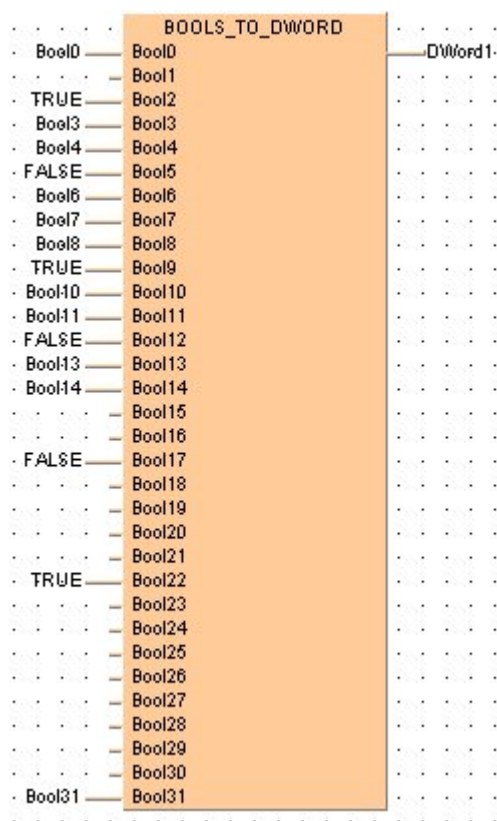 BOOLS_TO_DWORD
Bool0 Bool0 DWord1
Bool1
TRUE Bool2
Bool3 Bool3
Bool4 Bool4
FALSE Bool5
Bool6 Bool6
Bool7 Bool7
Bool8 Bool8
TRUE Bool9
Bool10 Bool10
Bool11 Bool11
FALSE Bool12
Bool13 Bool13
Bool14 Bool14
Bool15
Bool16
FALSE Bool17
Bool18
Bool19
Bool20
Bool21
TRUE Bool22
Bool23
Bool24
Bool25
Bool26
Bool27
Bool28
Bool29
Bool30
Bool31 Bool31